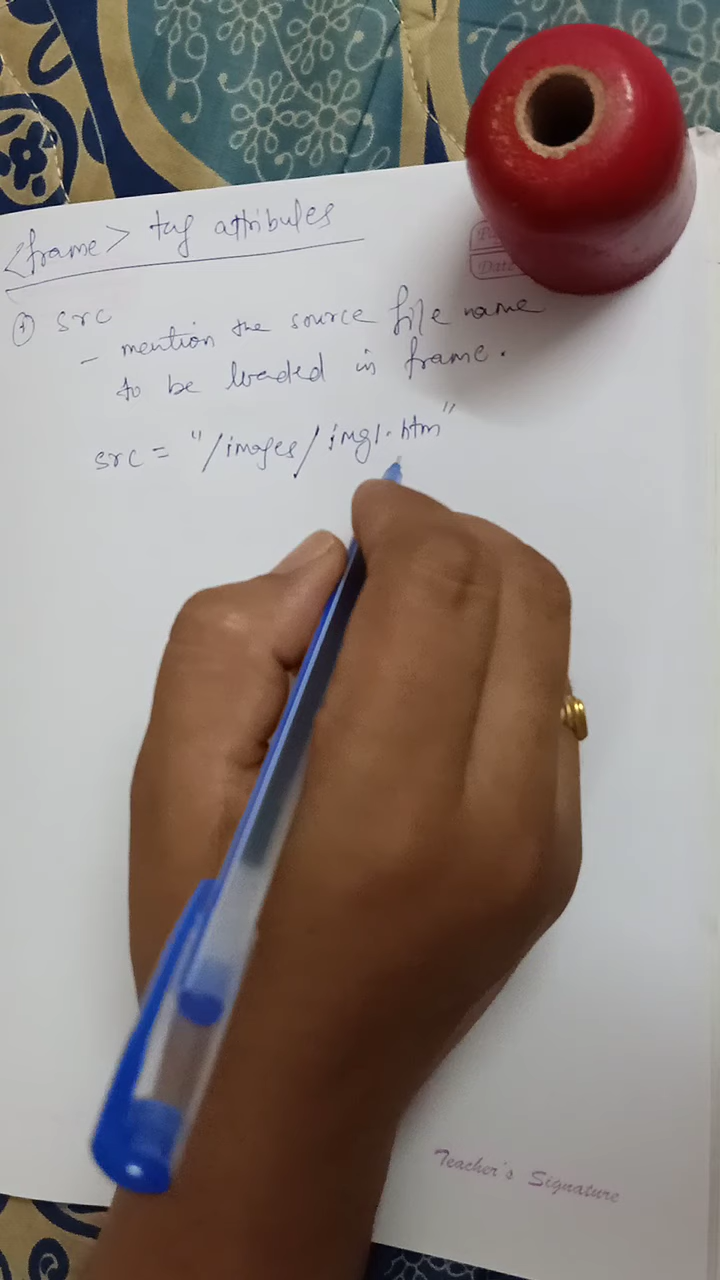 <frame> tag attributes
① src
- mention the source file name
to be loaded in frame.
src = "/images/img1.htm"
Date
Teacher's Signature